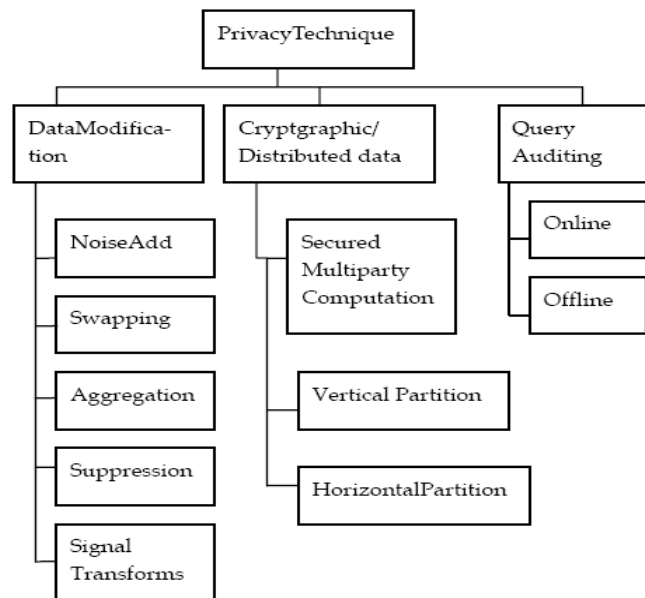 PrivacyTechnique
DataModifica-
tion
Cryptgraphic/
Distributed data
Query
Auditing
NoiseAdd
Swapping
Aggregation
Suppression
Signal
Transforms
Secured
Multiparty
Computation
Vertical Partition
HorizontalPartition
Online
Offline